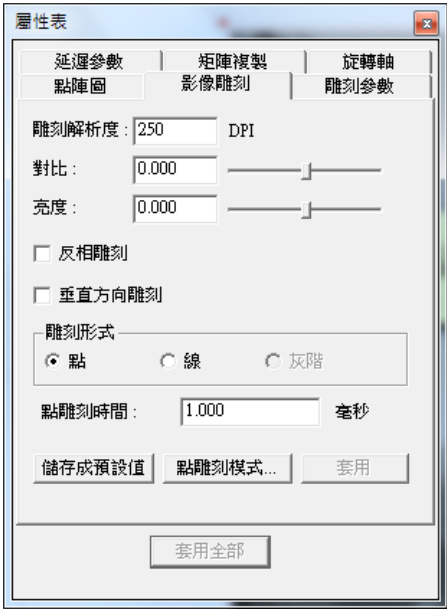 屬性表
延遲參數 矩陣複製 旋轉軸
點陣圖 影像雕刻 雕刻參數
雕刻解析度: 250 DPI
對比: 0.000
亮度: 0.000
反相雕刻
垂直方向雕刻
雕刻形式
點 線 灰階
點雕刻時間: 1.000 毫秒
儲存成預設值 點雕刻模式... 套用
套用全部